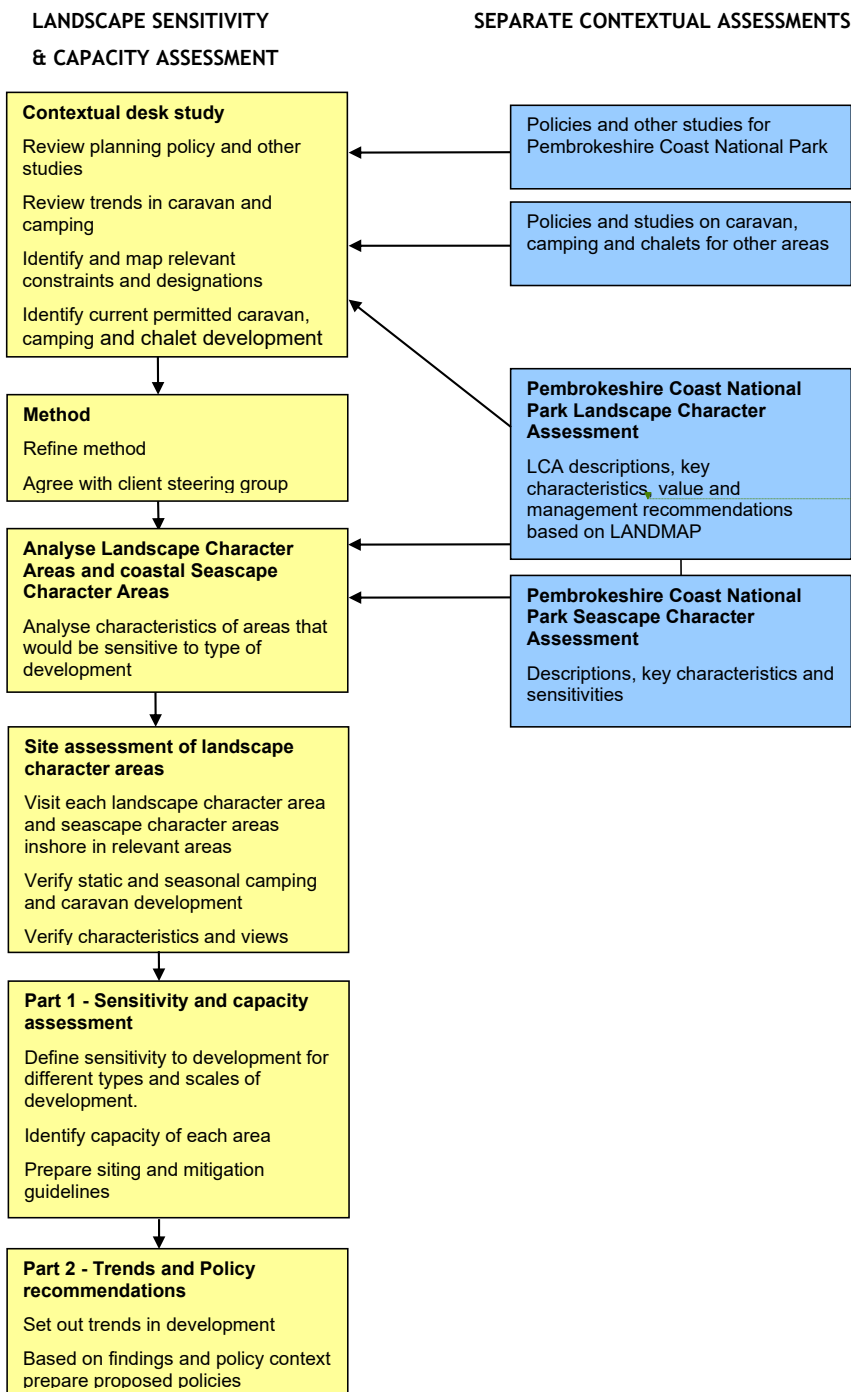 LANDSCAPE SENSITIVITY
& CAPACITY ASSESSMENT
SEPARATE CONTEXTUAL ASSESSMENTS
Contextual desk study
Review planning policy and other
studies
Review trends in caravan and
camping
Identify and map relevant
constraints and designations
Identify current permitted caravan,
camping and chalet development
Method
Refine method
Agree with client steering group
Analyse Landscape Character
Areas and coastal Seascape
Character Areas
Analyse characteristics of areas that
would be sensitive to type of
development
Site assessment of landscape
character areas
Visit each landscape character area
and seascape character areas
inshore in relevant areas
Verify static and seasonal camping
and caravan development
Verify characteristics and views
Part 1 - Sensitivity and capacity
assessment
Define sensitivity to development for
different types and scales of
development.
Identify capacity of each area
Prepare siting and mitigation
guidelines
Part 2 - Trends and Policy
recommendations
Set out trends in development
Based on findings and policy context
prepare proposed policies
Policies and other studies for
Pembrokeshire Coast National Park
Policies and studies on caravan,
camping and chalets for other areas
Pembrokeshire Coast National
Park Landscape Character
Assessment
LCA descriptions, key
characteristics, value and
management recommendations
based on LANDMAP
Pembrokeshire Coast National
Park Seascape Character
Assessment
Descriptions, key characteristics and
sensitivities